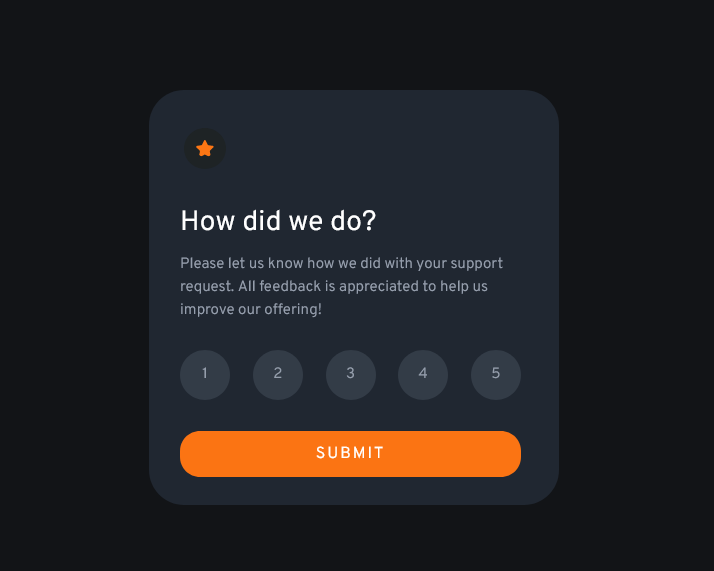 How did we do?
Please let us know how we did with your support
request. All feedback is appreciated to help us
improve our offering!
1 2 3 4 5
SUBMIT